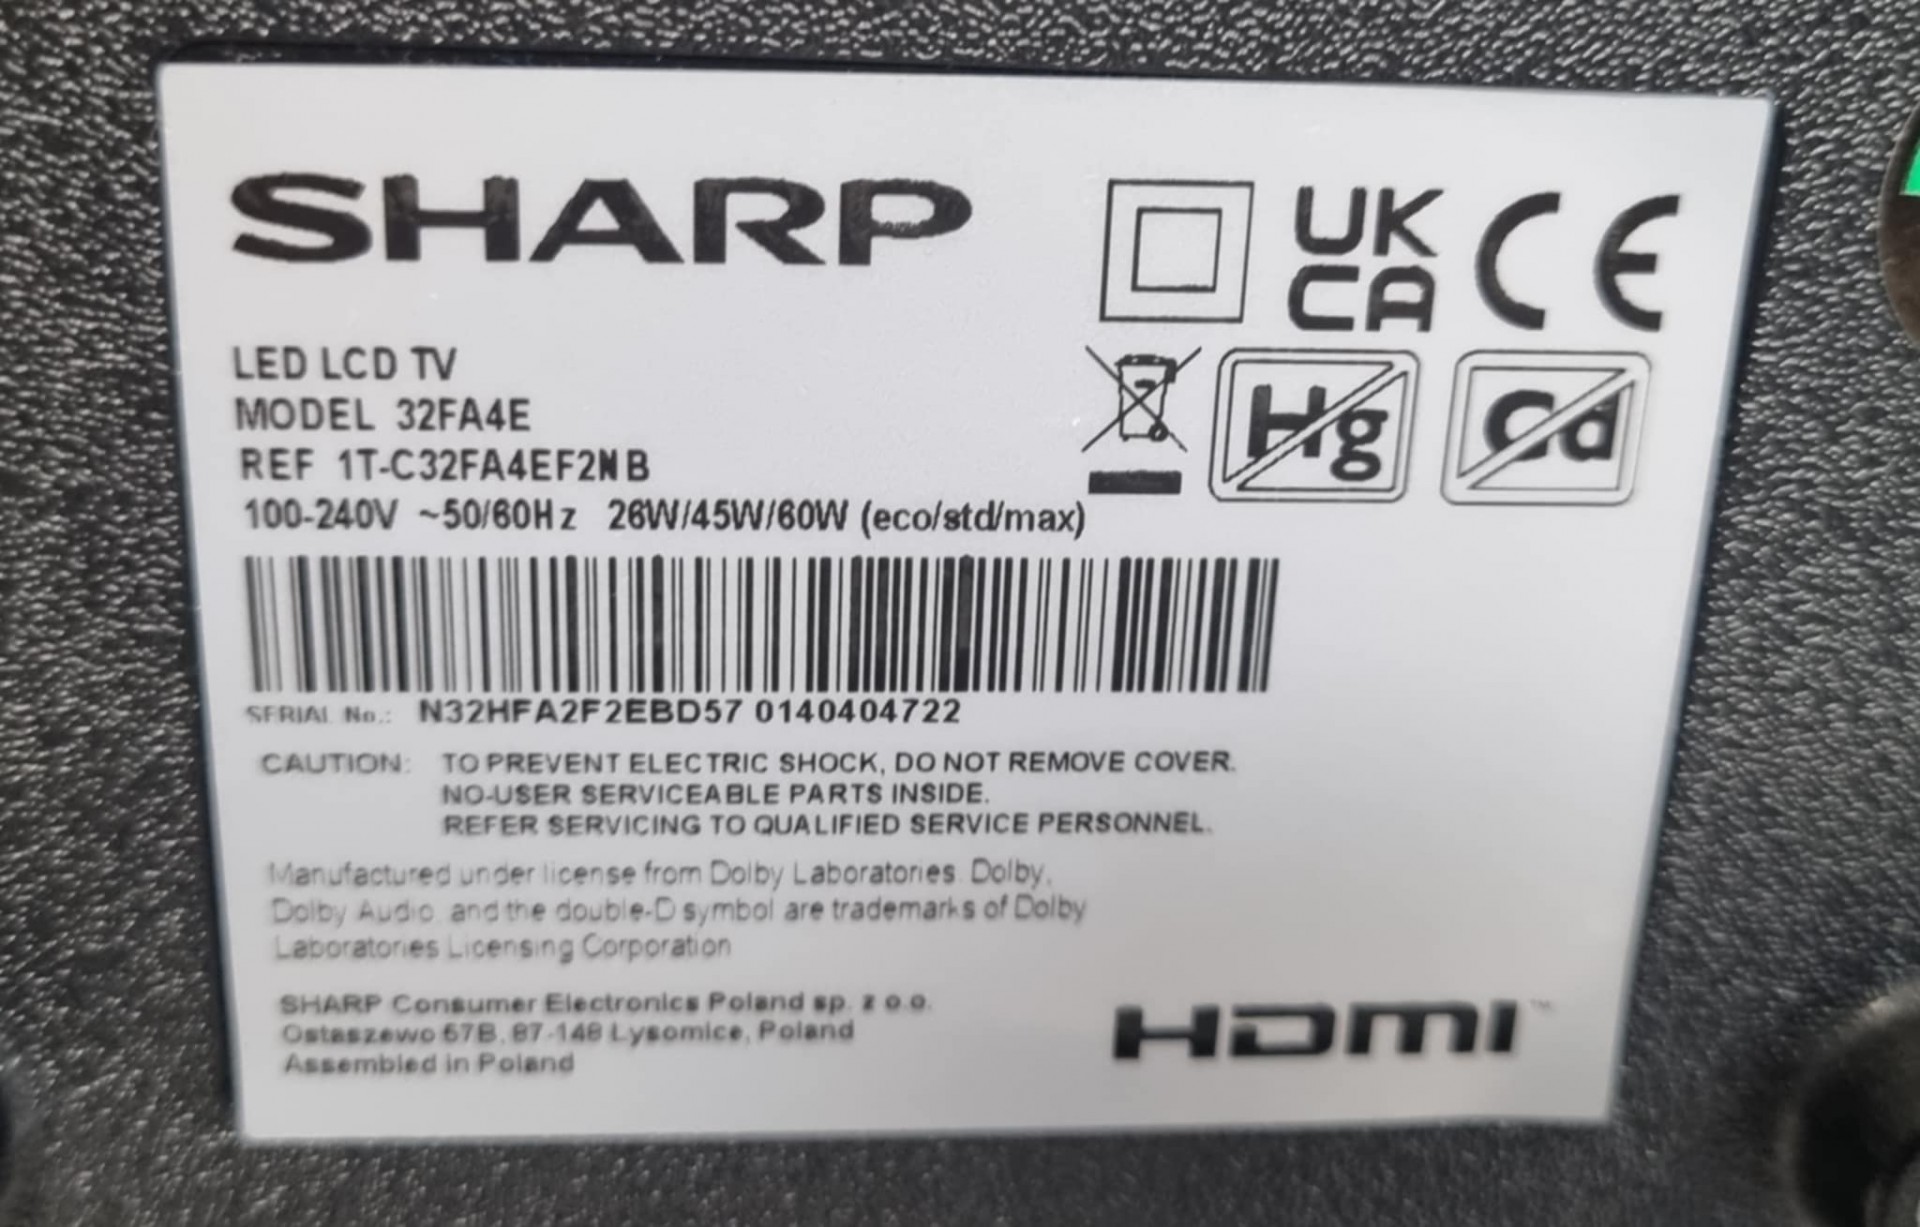 SHARP
UK
CA
CE
LED LCD TV
MODEL 32FA4E
REF 1T-C32FA4EF2NB
Hg
Cd
100-240V ~50/60Hz 26W/45W/60W (eco/std/max)
SERIAL No.: N32HFA2F2EBD57 0140404722
CAUTION: TO PREVENT ELECTRIC SHOCK, DO NOT REMOVE COVER.
NO-USER SERVICEABLE PARTS INSIDE.
REFER SERVICING TO QUALIFIED SERVICE PERSONNEL.
Manufactured under license from Dolby Laboratories. Dolby,
Dolby Audio, and the double-D symbol are trademarks of Dolby
Laboratories Licensing Corporation
SHARP Consumer Electronics Poland sp. z o.o.
Ostaszewo 57B, 87-148 Lysomice, Poland
Assembled in Poland
HDMI™